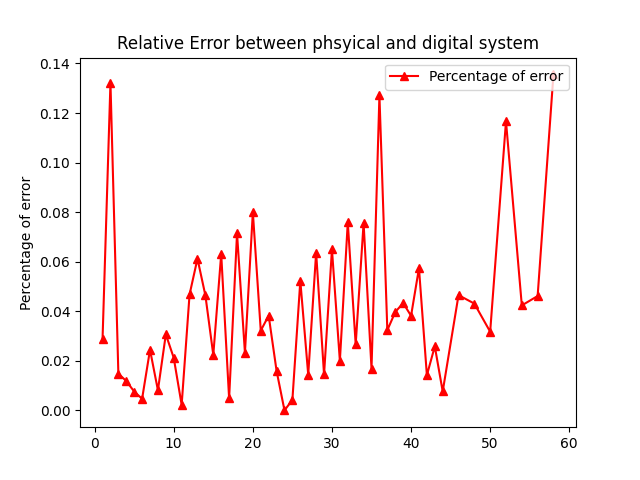 Relative Error between phsyical and digital system
Percentage of error
0.14
0.12
0.10
0.08
0.06
0.04
0.02
0.00
Percentage of error
0 10 20 30 40 50 60